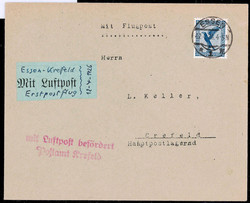 Mit Flugpost
Essen-Krefeld
Mit Luftpost
Erstpostflug
Herrn
L. Keller,
Crefeld
Hauptpostlagernd
mit Luftpost befördert
Postamt Krefeld